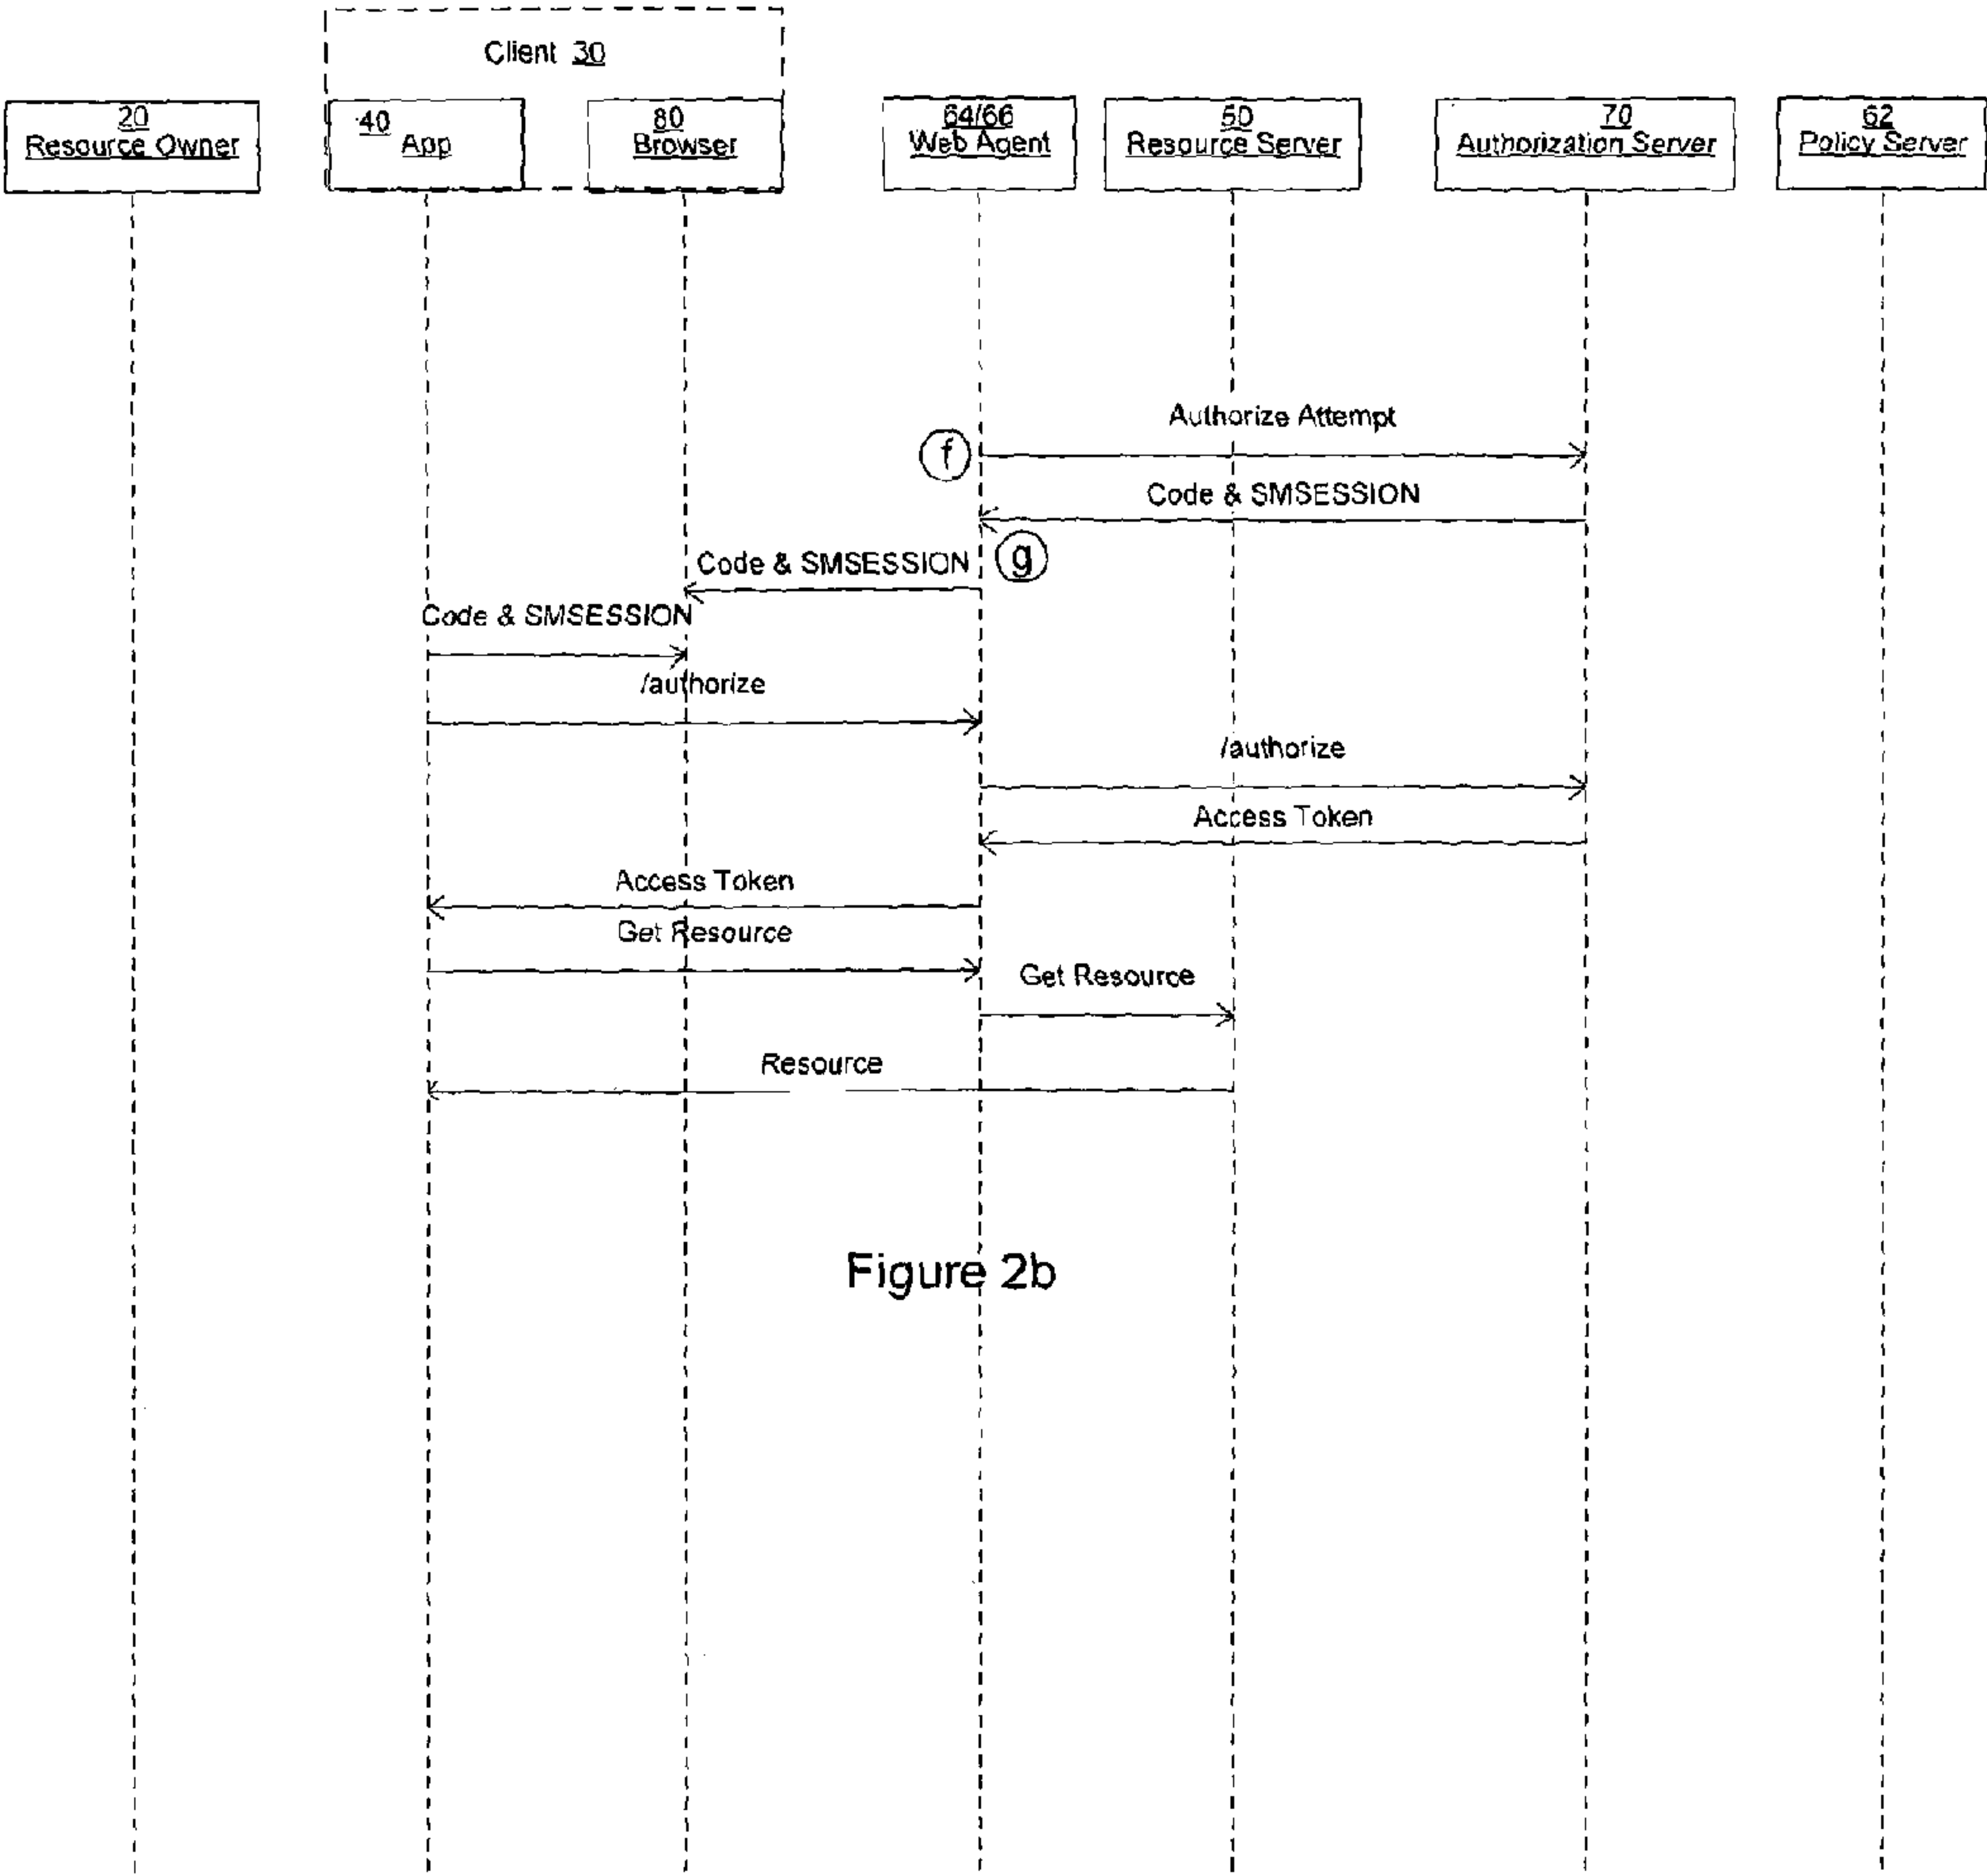 Client 30
20
Resource Owner
40
App
80
Browser
64/66
Web Agent
50
Resource Server
70
Authorization Server
62
Policy Server
Authorize Attempt
f
Code & SMSESSION
g
Code & SMSESSION
Code & SMSESSION
/authorize
/authorize
Access Token
Access Token
Get Resource
Get Resource
Resource
Figure 2b